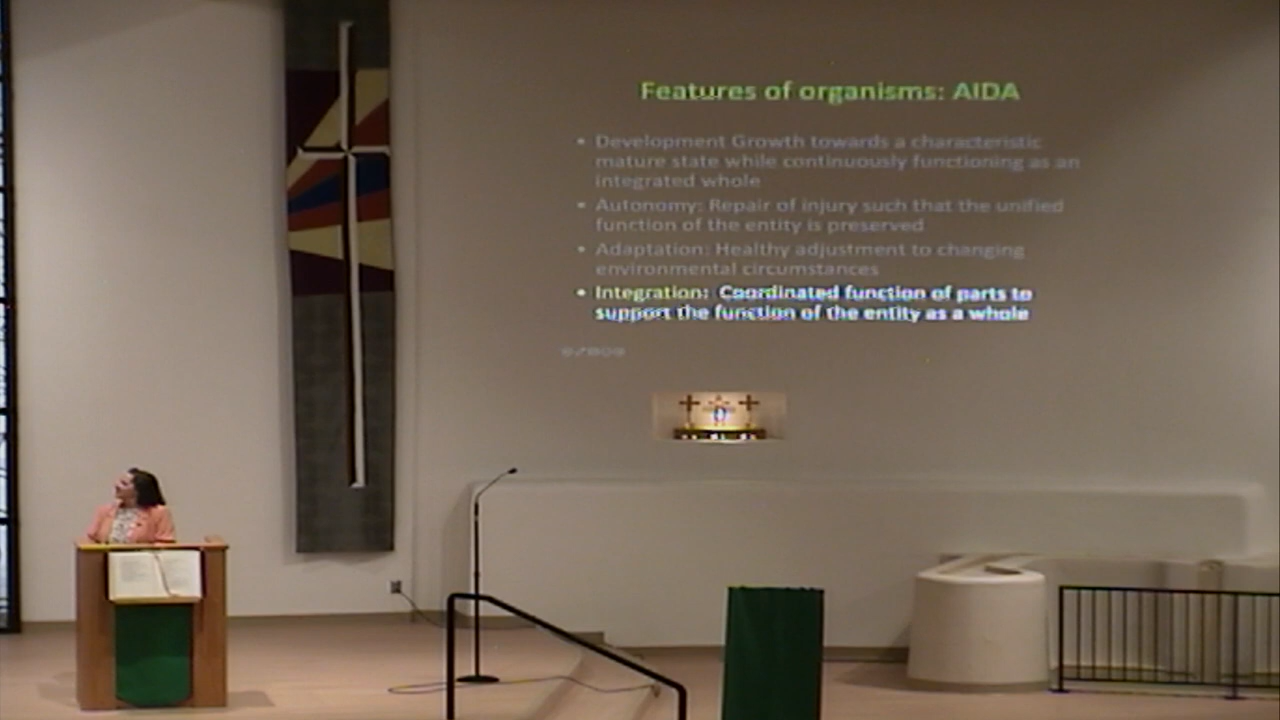 Features of organisms: AIDA
• Development Growth towards a characteristic
mature state while continuously functioning as an
integrated whole
• Autonomy: Repair of injury such that the unified
function of the entity is preserved
• Adaptation: Healthy adjustment to changing
environmental circumstances
• Integration: Coordinated function of parts to
support the function of the entity as a whole